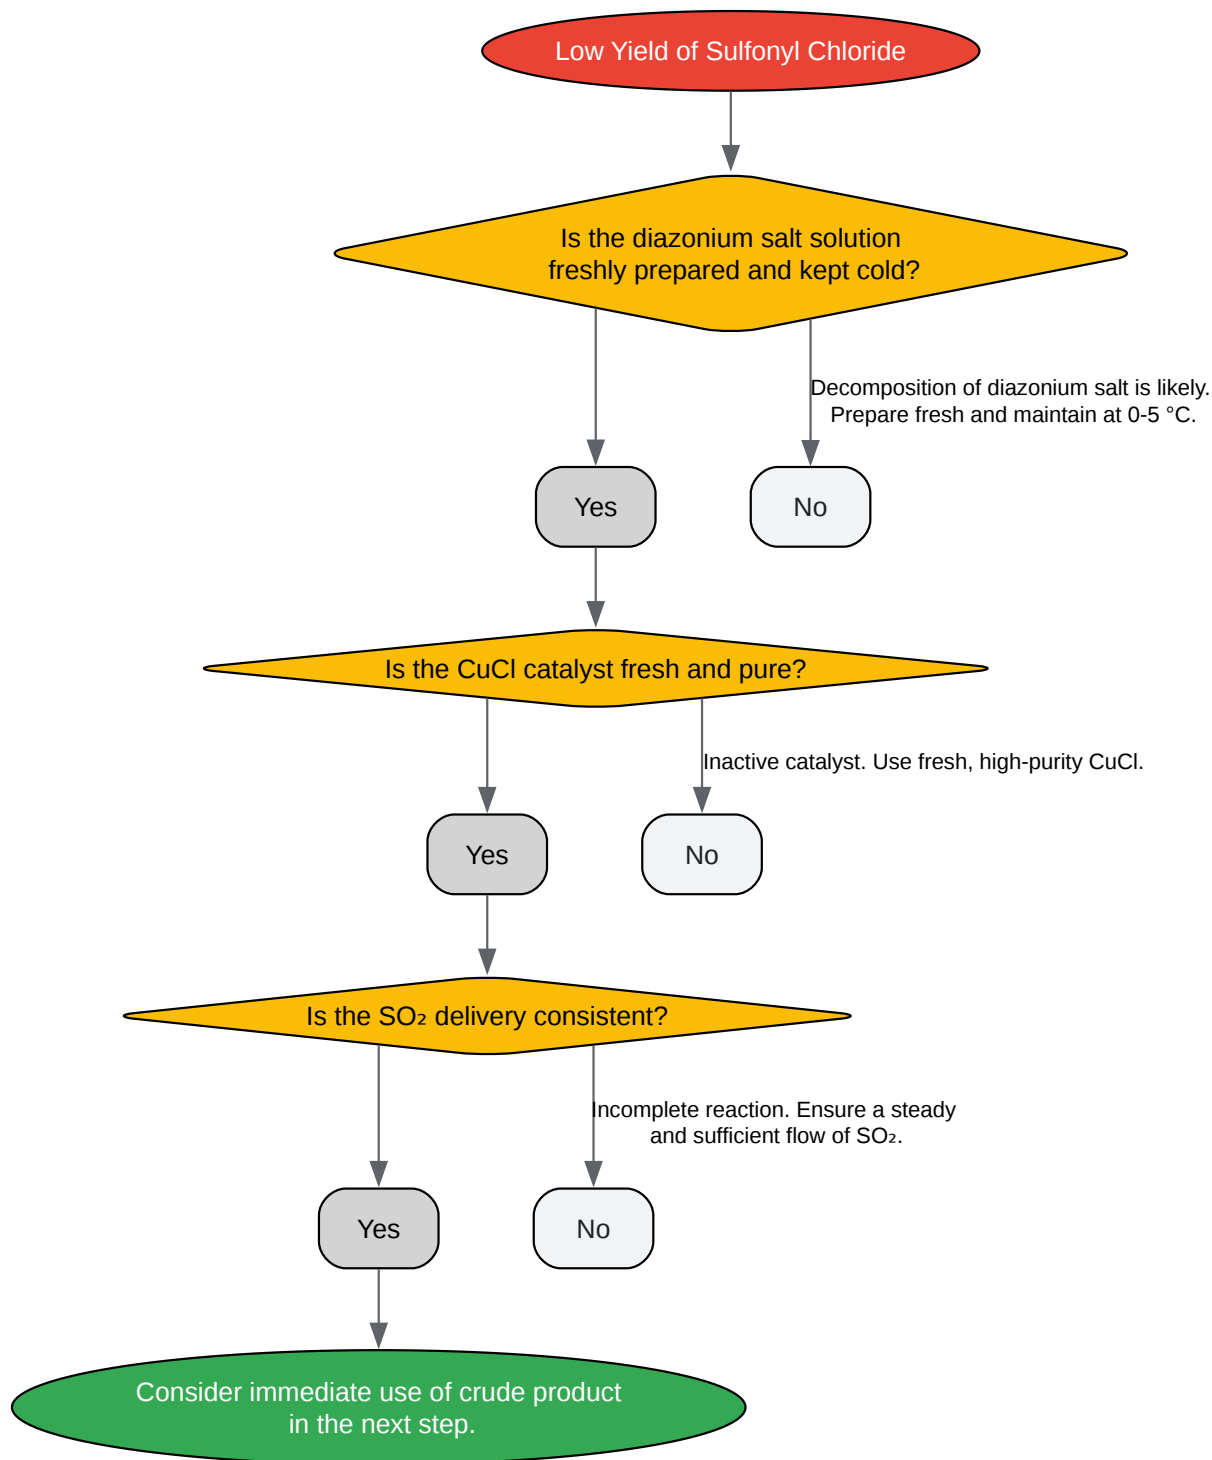 Low Yield of Sulfonyl Chloride
Is the diazonium salt solution
freshly prepared and kept cold?
Decomposition of diazonium salt is likely.
Prepare fresh and maintain at 0-5 °C.
Yes
No
Is the CuCl catalyst fresh and pure?
Inactive catalyst. Use fresh, high-purity CuCl.
Yes
No
Is the SO₂ delivery consistent?
Incomplete reaction. Ensure a steady
and sufficient flow of SO₂.
Yes
No
Consider immediate use of crude product
in the next step.